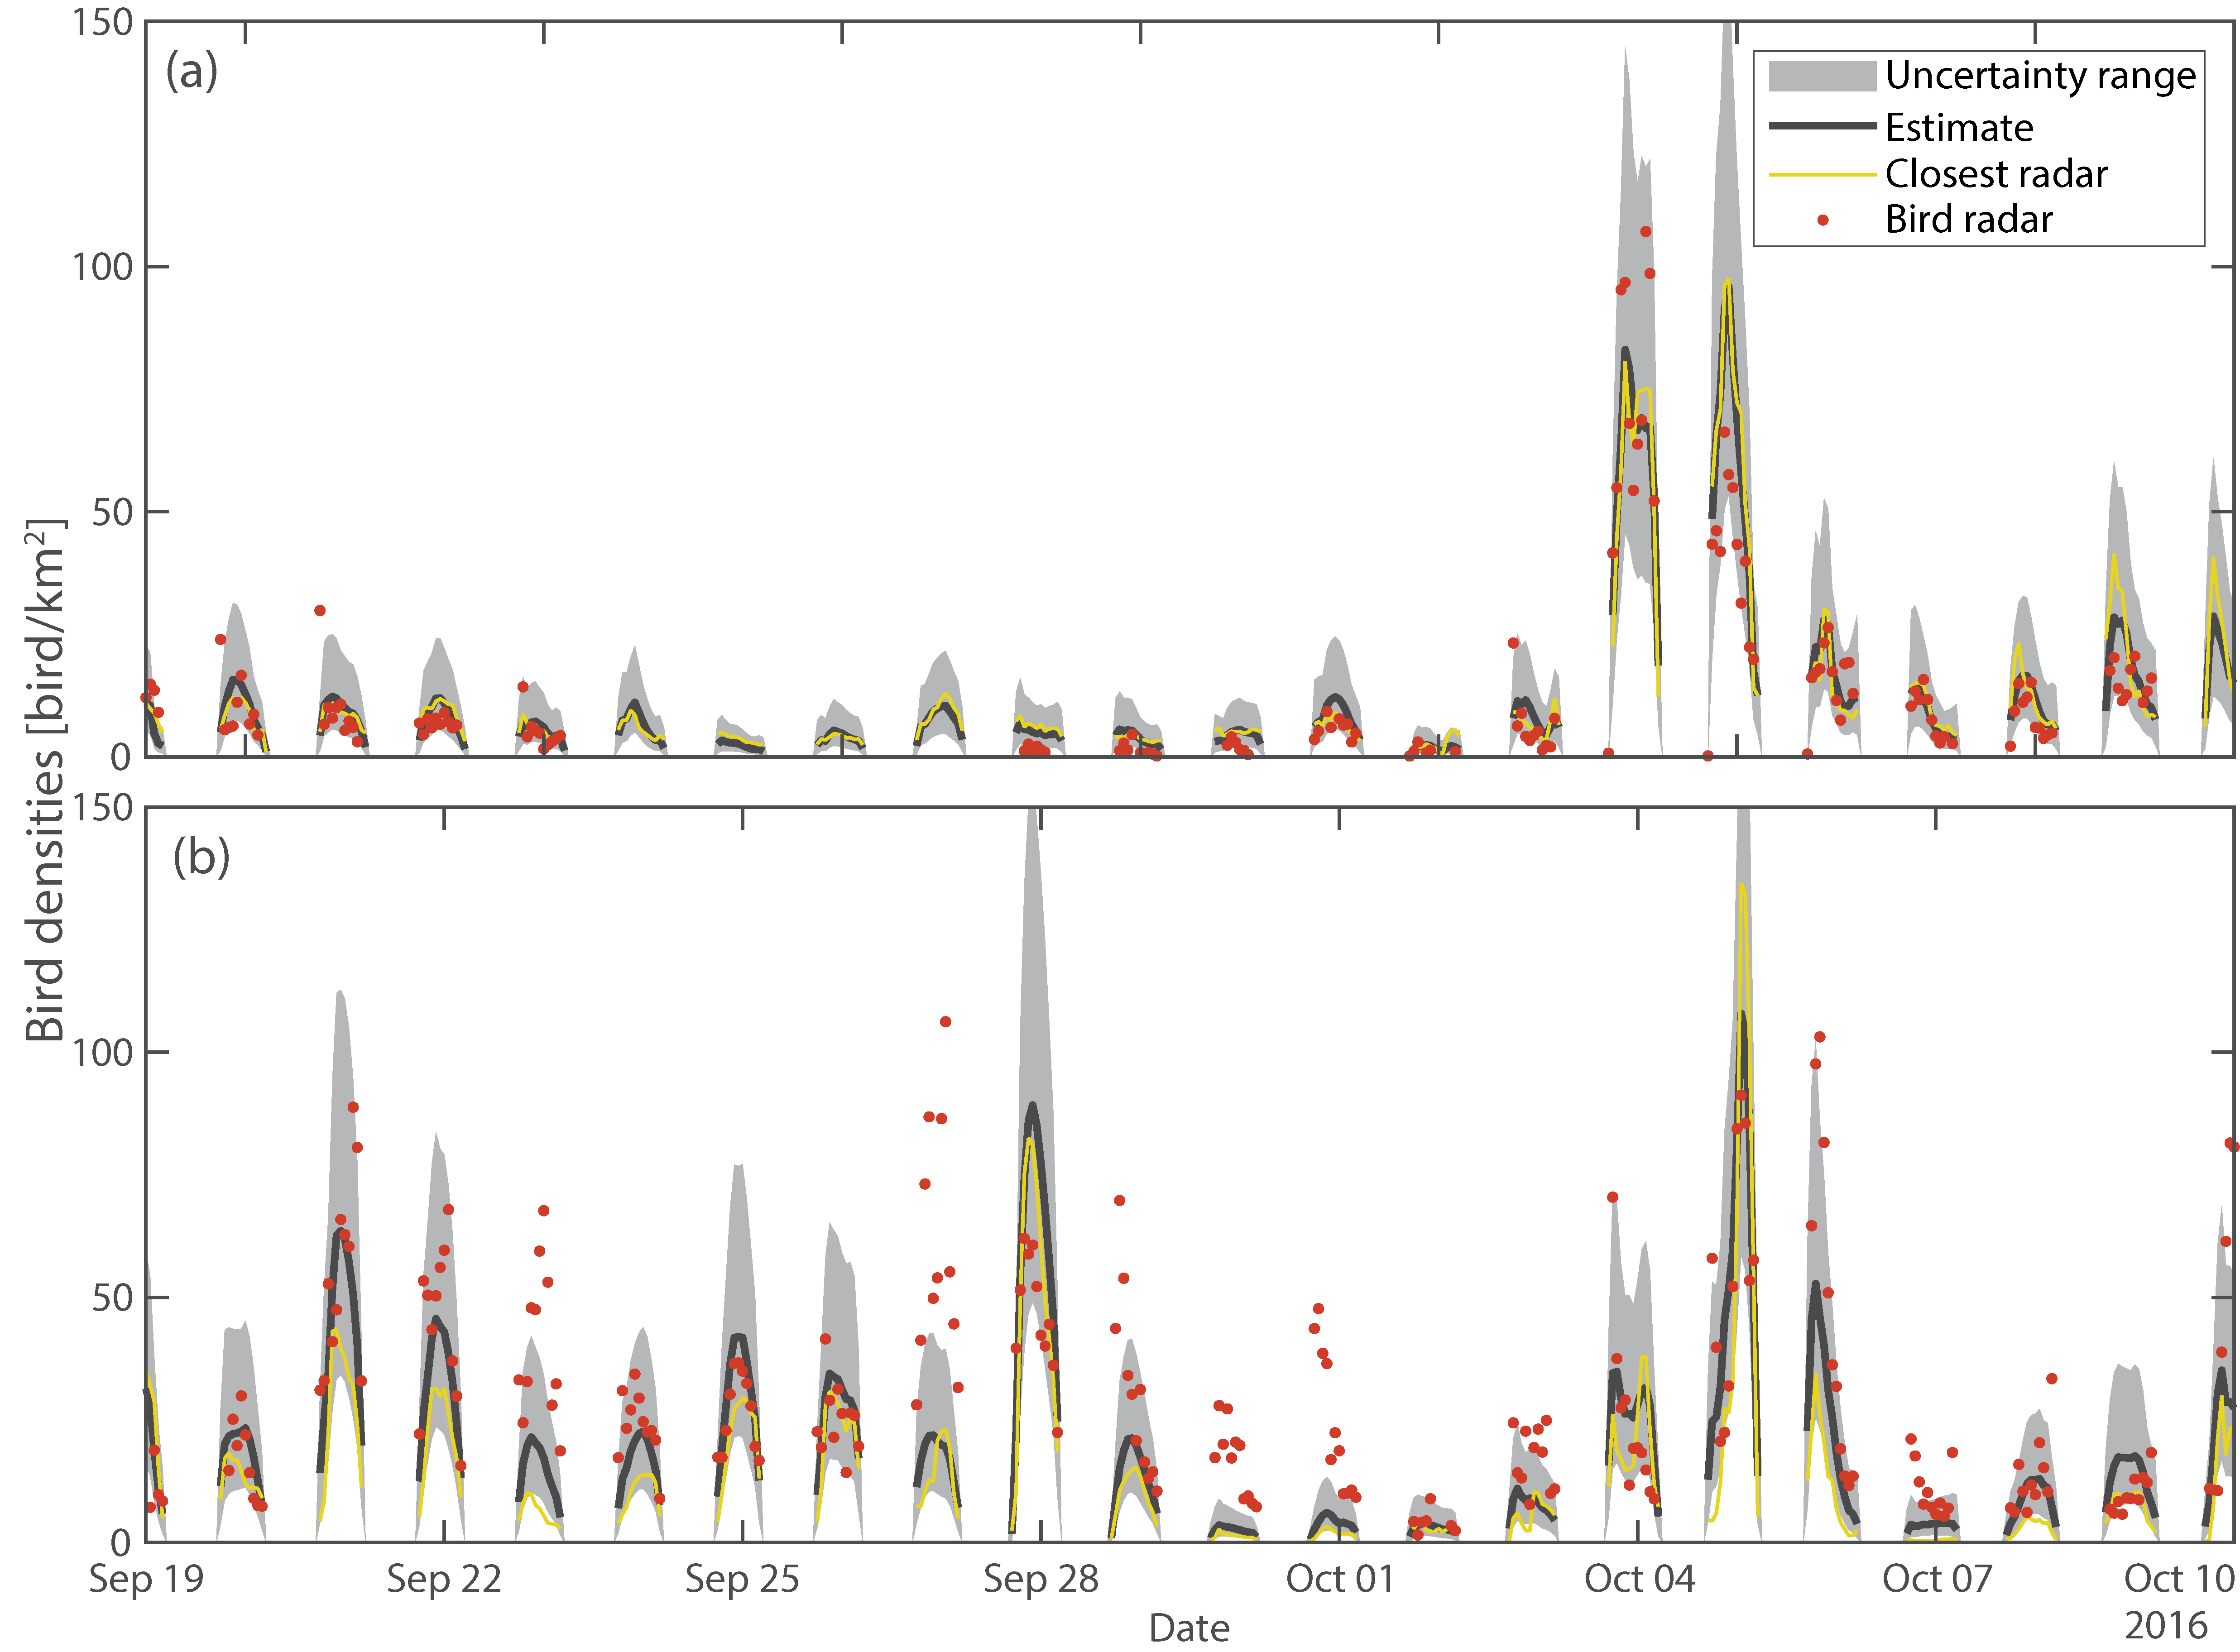 150
(a)
Uncertainty range
Estimate
Closest radar
Bird radar
100
50
0
Bird densities [bird/km²]
150
(b)
100
50
0
Sep 19 Sep 22 Sep 25 Sep 28 Oct 01 Oct 04 Oct 07 Oct 10
Date 2016